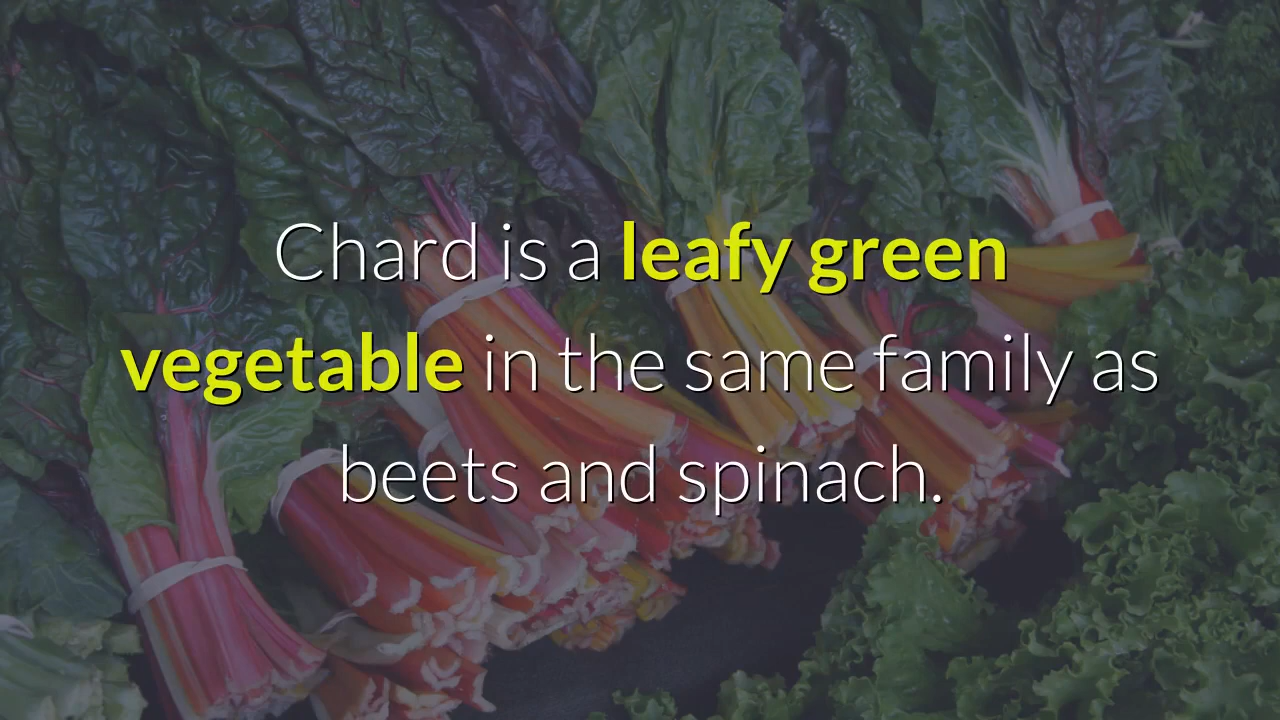 Chard is a leafy green
vegetable in the same family as
beets and spinach.